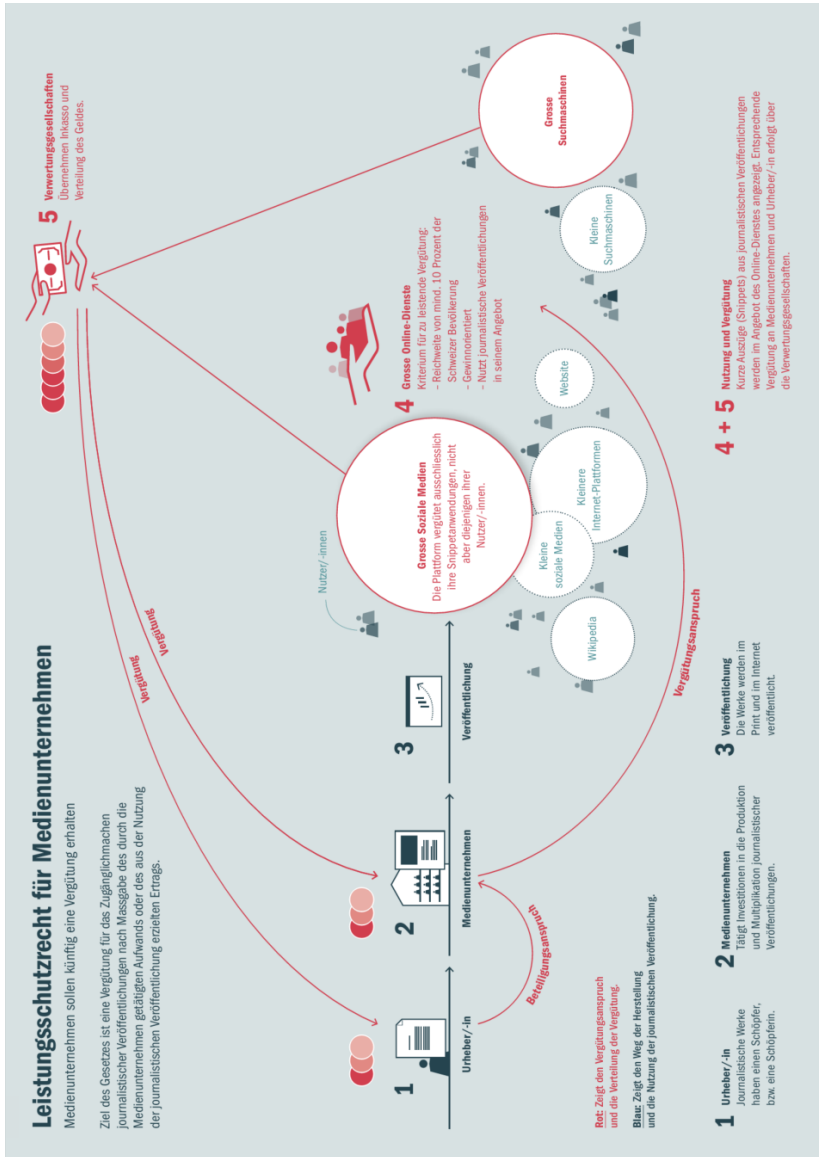 Leistungsschutzrecht für Medienunternehmen
Medienunternehmen sollen künftig eine Vergütung erhalten
Ziel des Gesetzes ist eine Vergütung für das Zugänglichmachen
journalistischer Veröffentlichungen nach Massgabe des durch die
Medienunternehmen getätigten Aufwands oder des aus der Nutzung
der journalistischen Veröffentlichung erzielten Ertrags.
5 Verwertungsgesellschaften
Übernehmen Inkasso und
Verteilung des Geldes.
Vergütung
Vergütung
1
Urheber/-in
2
Medienunternehmen
3
Veröffentlichung
Beteiligungsanspruch
Vergütungsanspruch
Nutzer/-innen
Grosse Soziale Medien
Die Plattform vergütet ausschliesslich
ihre Snippetanwendungen, nicht
aber diejenigen ihrer
Nutzer/-innen.
4 Grosse Online-Dienste
Kriterium für zu leistende Vergütung:
– Reichweite von mind. 10 Prozent der
Schweizer Bevölkerung
– Gewinnorientiert
– Nutzt journalistische Veröffentlichungen
in seinem Angebot
Grosse
Suchmaschinen
Kleine
Suchmaschinen
Website
Kleinere
Internet-Plattformen
Kleine
soziale Medien
Wikipedia
Rot: Zeigt den Vergütungsanspruch
und die Verteilung der Vergütung.
Blau: Zeigt den Weg der Herstellung
und die Nutzung der journalistischen Veröffentlichung.
1 Urheber/-in
Journalistische Werke
haben einen Schöpfer,
bzw. eine Schöpferin.
2 Medienunternehmen
Tätigt Investitionen in die Produktion
und Multiplikation journalistischer
Veröffentlichungen.
3 Veröffentlichung
Die Werke werden im
Print und im Internet
veröffentlicht.
4 + 5 Nutzung und Vergütung
Kurze Auszüge (Snippets) aus journalistischen Veröffentlichungen
werden im Angebot des Online-Dienstes angezeigt. Entsprechende
Vergütung an Medienunternehmen und Urheber/-in erfolgt über
die Verwertungsgesellschaften.